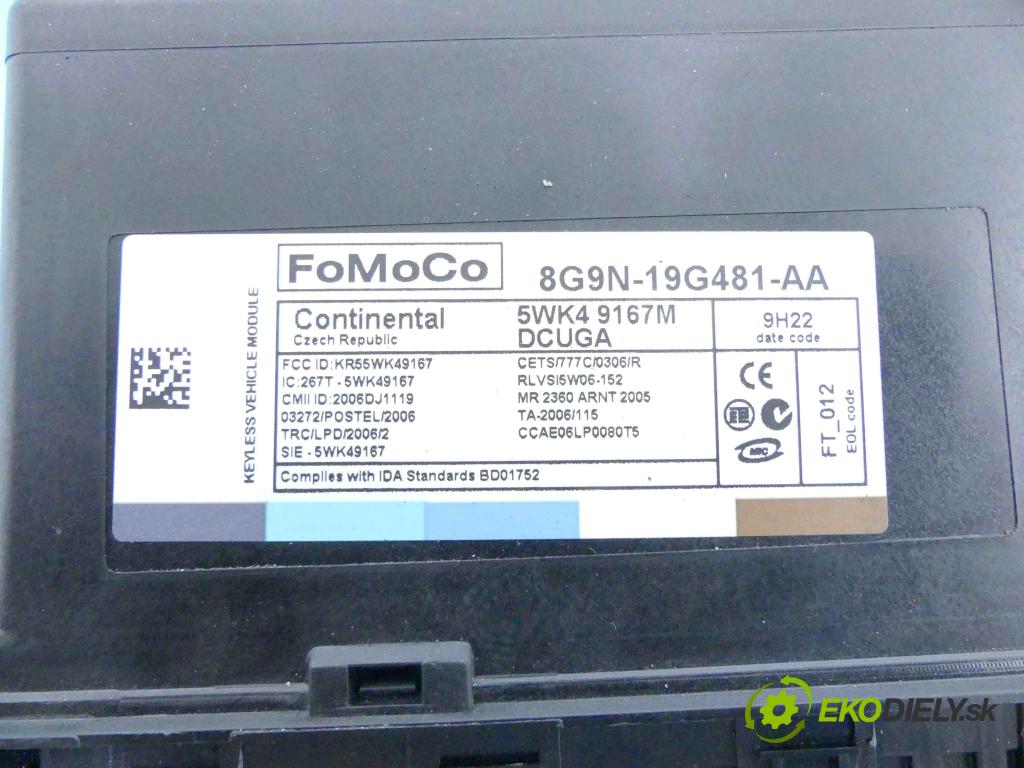 KEYLESS VEHICLE MODULE
FoMoCo
8G9N-19G481-AA
Continental
Czech Republic
5WK4 9167M
DCUGA
9H22
date code
FCC ID:KR55WK49167
IC:267T - 5WK49167
CMII ID:2006DJ1119
03272/POSTEL/2006
TRC/LPD/2006/2
SIE - 5WK49167
CETS/777C/0306/R
RLVSI5W06-152
MR 2360 ARNT 2005
TA-2006/115
CCAE06LP0080T5
CE
FT_012
EOL code
Complies with IDA Standards BD01752
EKODIELY.sk